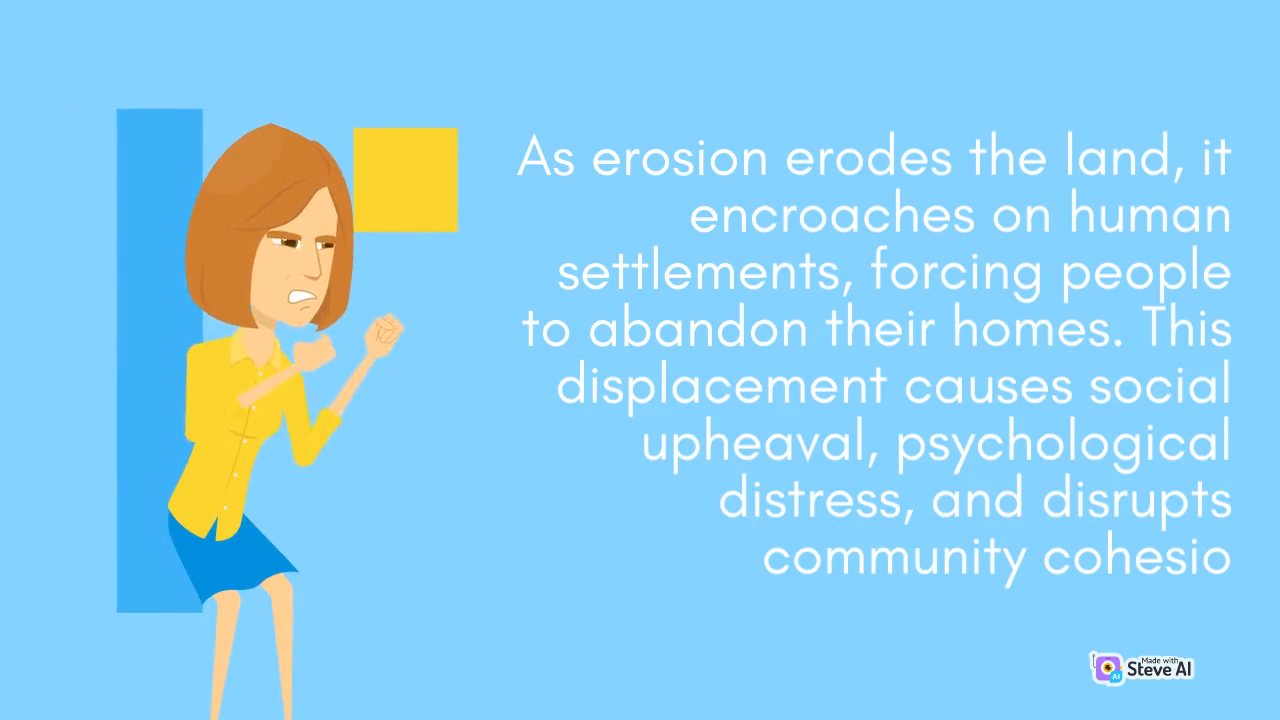 As erosion erodes the land, it
encroaches on human
settlements, forcing people
to abandon their homes. This
displacement causes social
upheaval, psychological
distress, and disrupts
community cohesio
Made with
Steve AI
AI